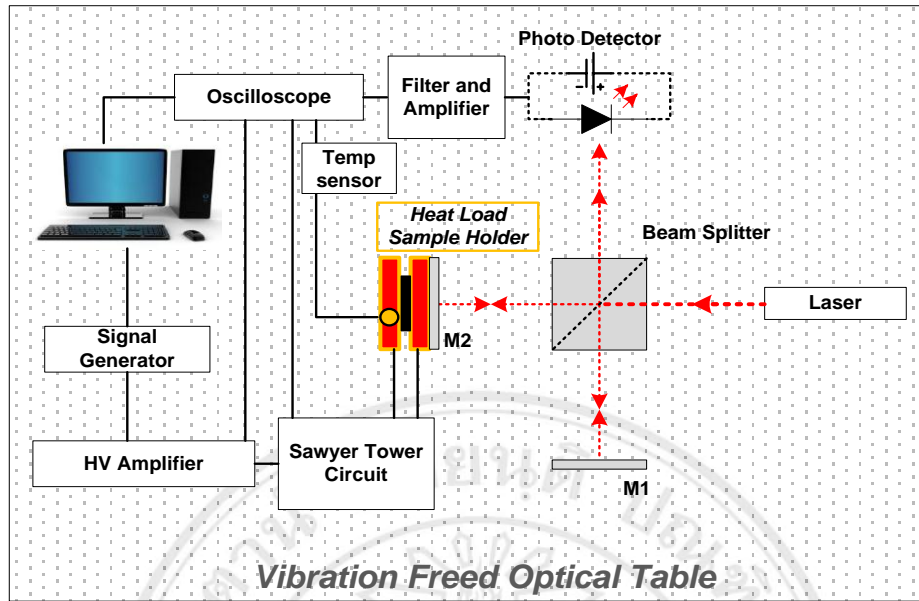 Photo Detector
Oscilloscope
Filter and
Amplifier
- +
Temp
sensor
Heat Load
Sample Holder
Beam Splitter
Laser
M2
Signal
Generator
HV Amplifier
Sawyer Tower
Circuit
M1
Vibration Freed Optical Table